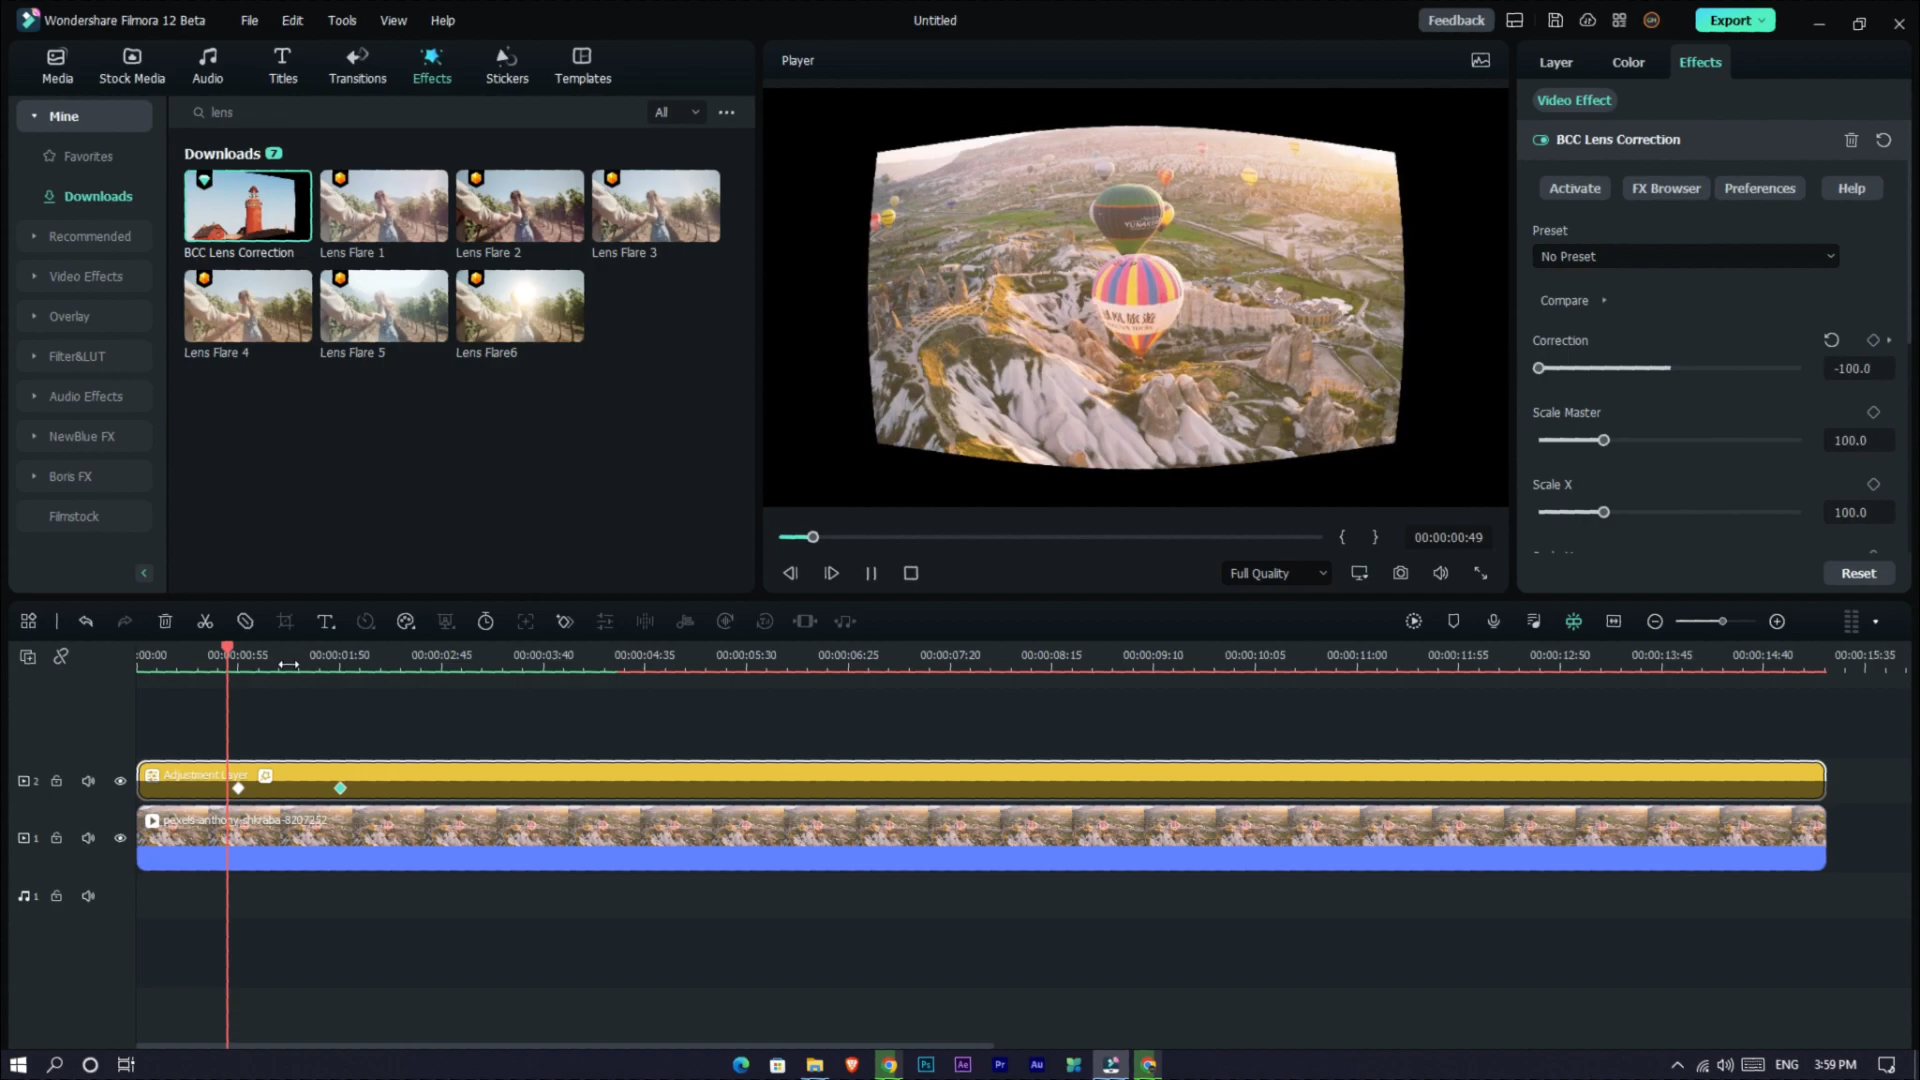 Wondershare Filmora 12 Beta
File
Edit
Tools
View
Help
Untitled
Feedback
Export
Media
Stock Media
Audio
Titles
Transitions
Effects
Stickers
Templates
Player
Layer
Color
Effects
Mine
Favorites
Downloads
Recommended
Video Effects
Overlay
Filter&LUT
Audio Effects
NewBlue FX
Boris FX
Filmstock
lens
All
Downloads 7
BCC Lens Correction
Lens Flare 1
Lens Flare 2
Lens Flare 3
Lens Flare 4
Lens Flare 5
Lens Flare6
旅遊
00:00:00:49
Full Quality
Video Effect
BCC Lens Correction
Activate
FX Browser
Preferences
Help
Preset
No Preset
Compare
Correction
-100.0
Scale Master
100.0
Scale X
100.0
Reset
:00:00
00:00:00:55
00:00:01:50
00:00:02:45
00:00:03:40
00:00:04:35
00:00:05:30
00:00:06:25
00:00:07:20
00:00:08:15
00:00:09:10
00:00:10:05
00:00:11:00
00:00:11:55
00:00:12:50
00:00:13:45
00:00:14:40
00:00:15:35
2
Adjustment Layer
1
pexels-anthony-shkraba-8207252
1
Ps
Ae
Pr
Au
ENG
3:59 PM